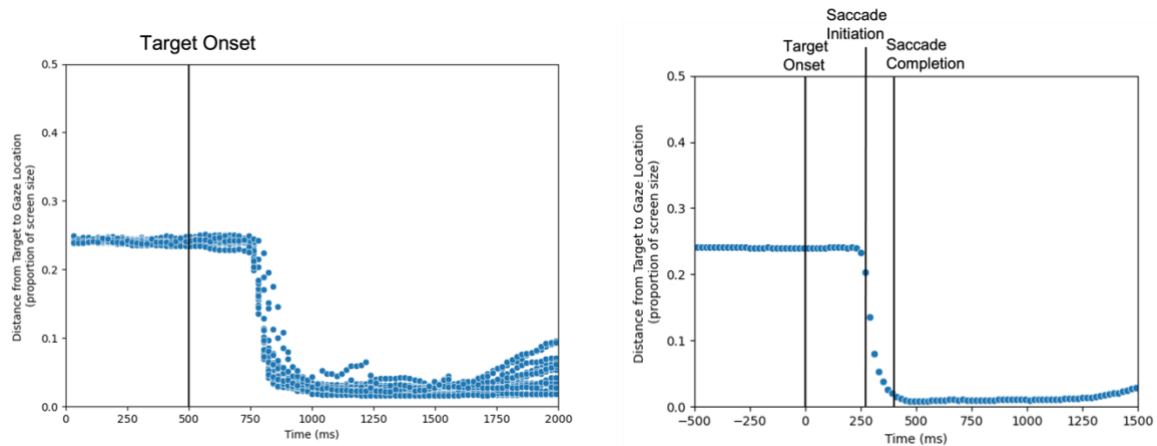 Target Onset
0.5
0.4
0.3
0.2
0.1
0.0
0
250
500
750
1000
1250
1500
1750
2000
Time (ms)
Distance from Target to Gaze Location
(proportion of screen size)
Saccade
Initiation
Target
Onset
Saccade
Completion
0.5
0.4
0.3
0.2
0.1
0.0
−500
−250
0
250
500
750
1000
1250
1500
Time (ms)
Distance from Target to Gaze Location
(proportion of screen size)